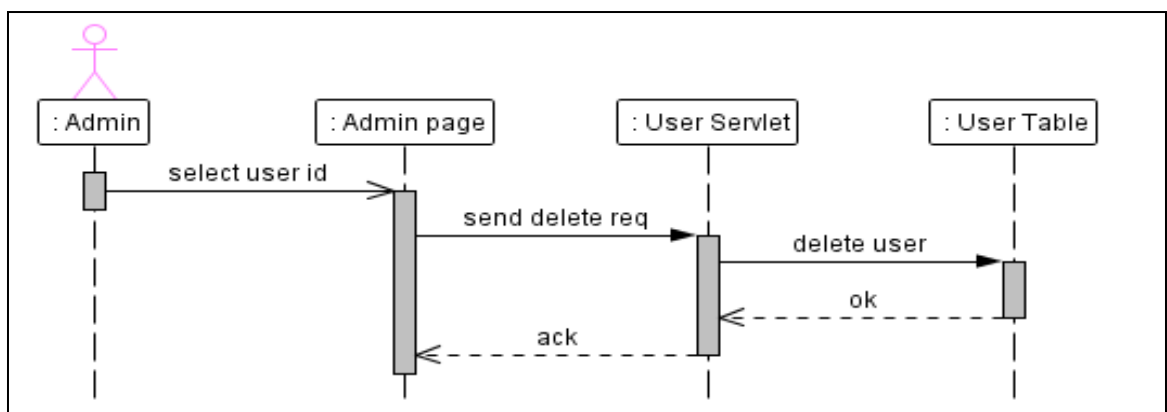 : Admin
: Admin page
: User Servlet
: User Table
select user id
send delete req
delete user
ok
ack